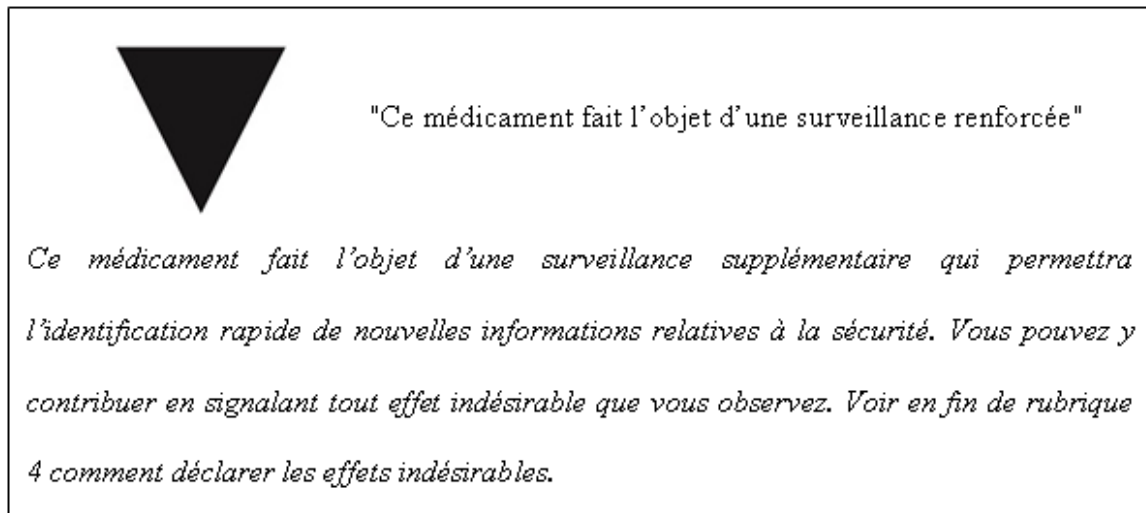 "Ce médicament fait l'objet d'une surveillance renforcée"
Ce médicament fait l'objet d'une surveillance supplémentaire qui permettra
l'identification rapide de nouvelles informations relatives à la sécurité. Vous pouvez y
contribuer en signalant tout effet indésirable que vous observez. Voir en fin de rubrique
4 comment déclarer les effets indésirables.